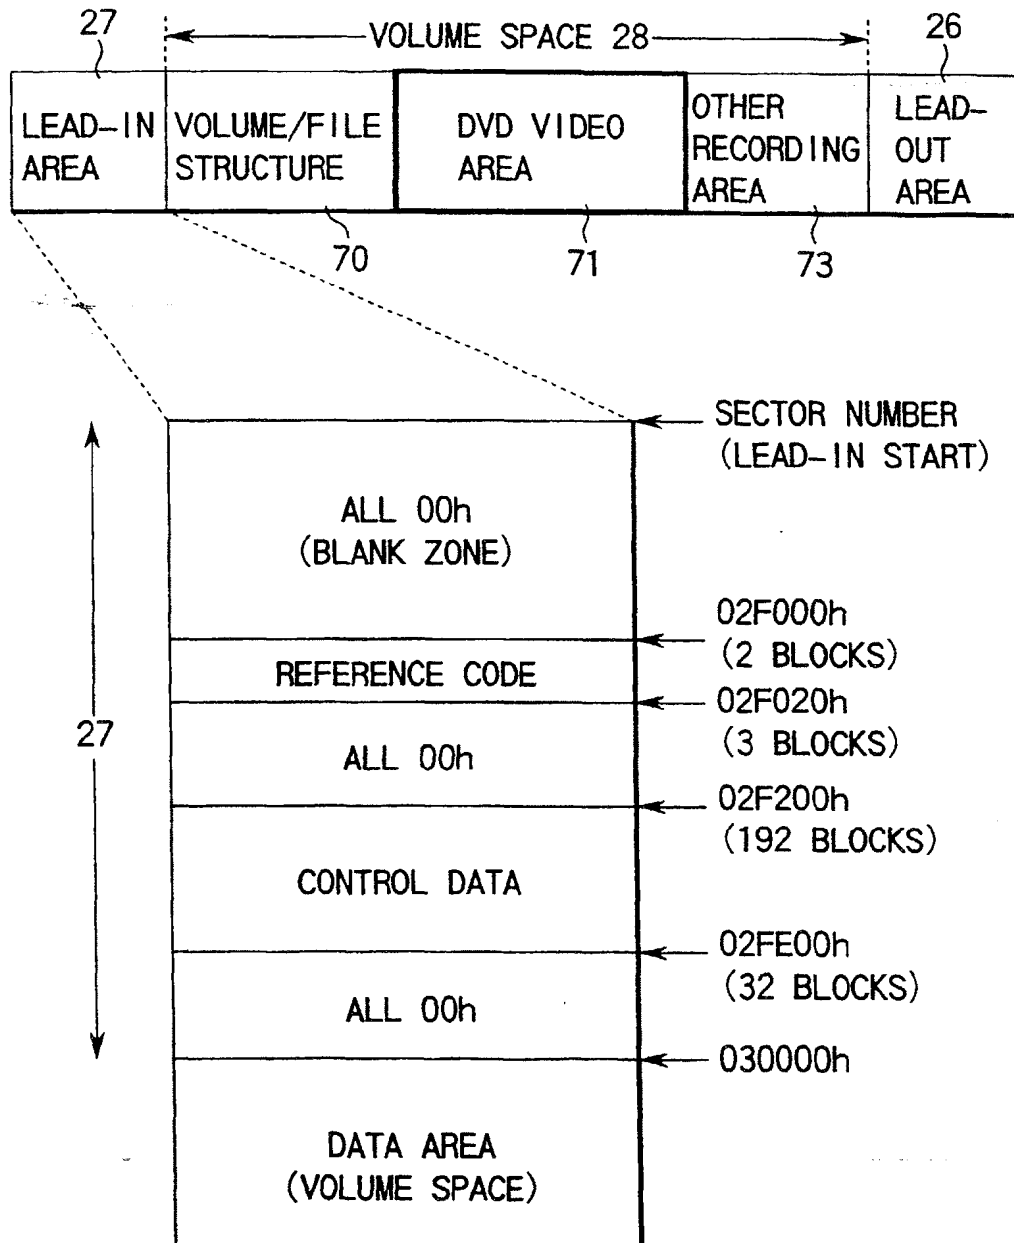 27
VOLUME SPACE 28
26
LEAD-IN
AREA
VOLUME/FILE
STRUCTURE
DVD VIDEO
AREA
OTHER
RECORDING
AREA
LEAD-
OUT
AREA
70
71
73
SECTOR NUMBER
(LEAD-IN START)
ALL 00h
(BLANK ZONE)
02F000h
(2 BLOCKS)
REFERENCE CODE
02F020h
(3 BLOCKS)
27
ALL 00h
02F200h
(192 BLOCKS)
CONTROL DATA
02FE00h
(32 BLOCKS)
ALL 00h
030000h
DATA AREA
(VOLUME SPACE)